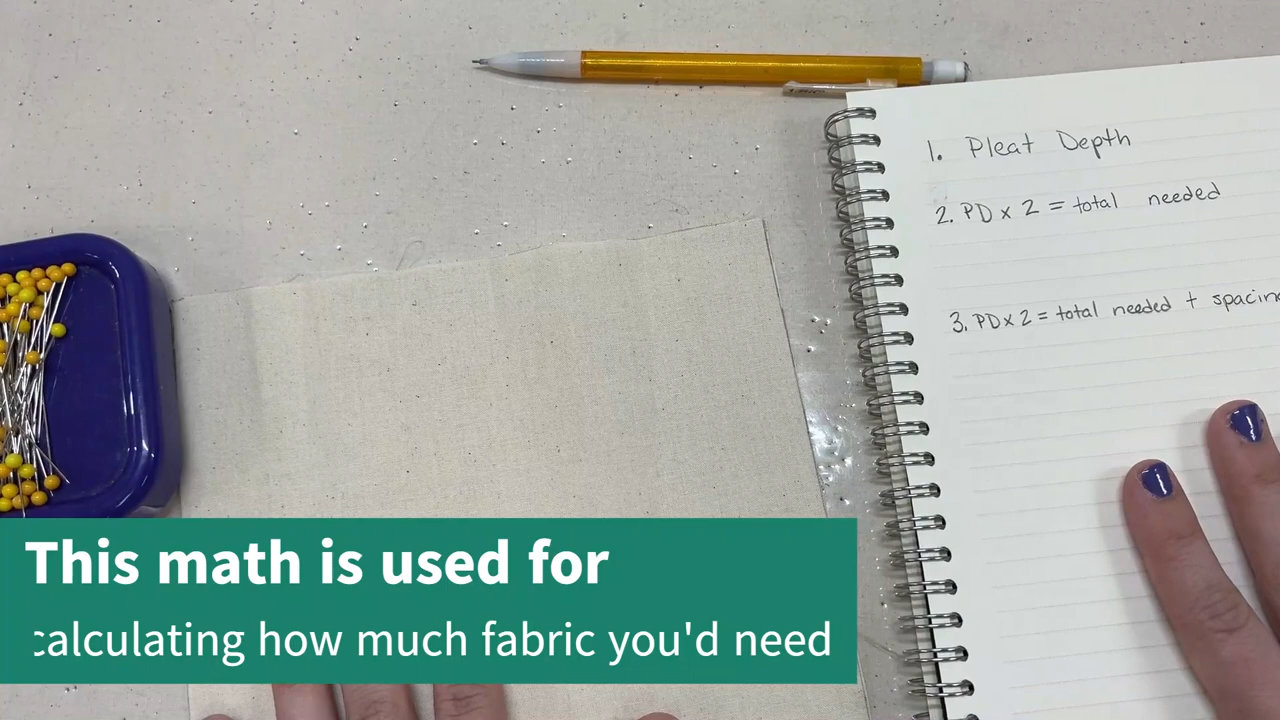 1. Pleat Depth
2. PD x 2 = total needed
3. PD x 2 = total needed + spacin
This math is used for
calculating how much fabric you'd need